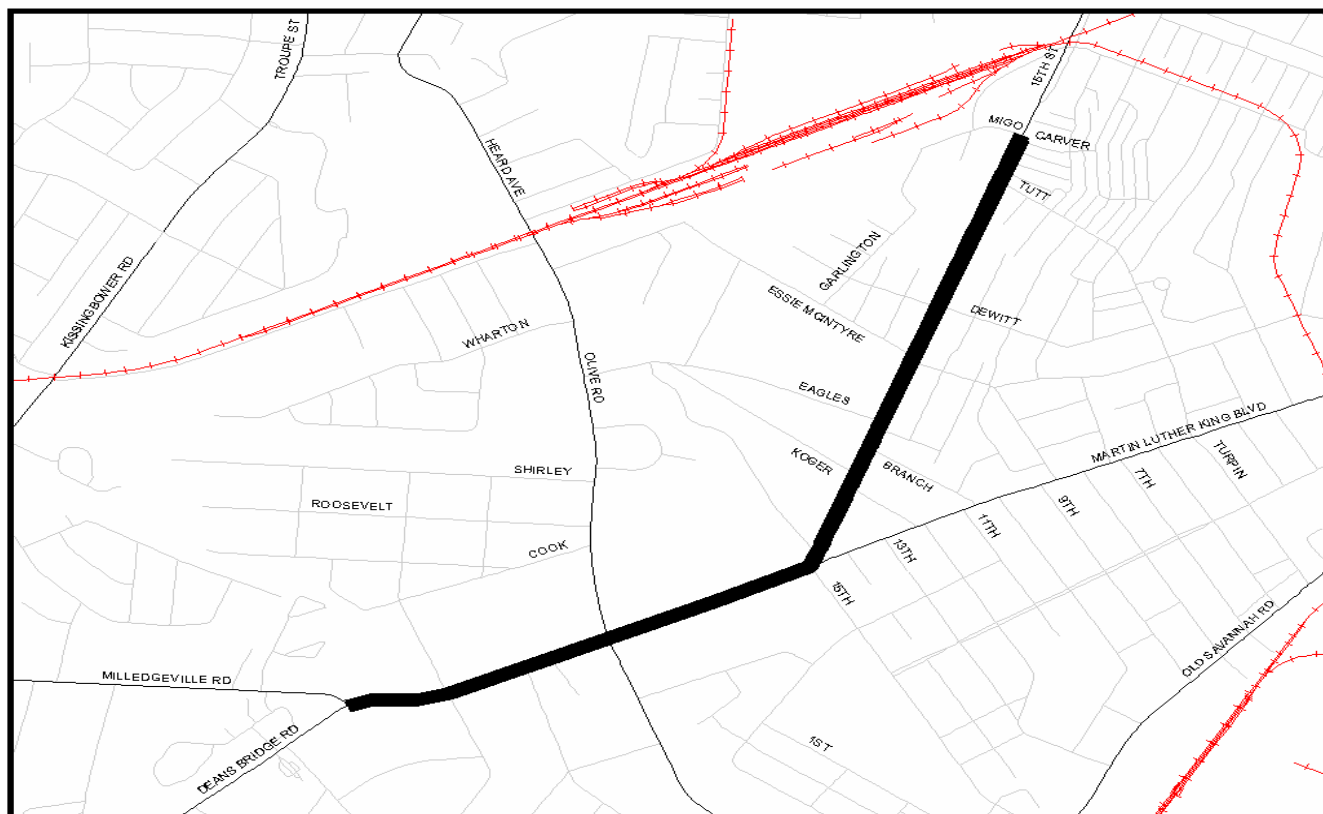 TROUPE ST
15TH ST
MIGO
CARVER
HEARD AVE
TUTT
KISSINGBOWER RD
GARLINGTON
ESSIE MCINTYRE
DEWITT
WHARTON
OLIVE RD
EAGLES
MARTIN LUTHER KING BLVD
SHIRLEY
KOGER
BRANCH
7TH
TURPIN
ROOSEVELT
9TH
11TH
COOK
13TH
15TH
OLD SAVANNAH RD
MILLEDGEVILLE RD
DEANS BRIDGE RD
1ST